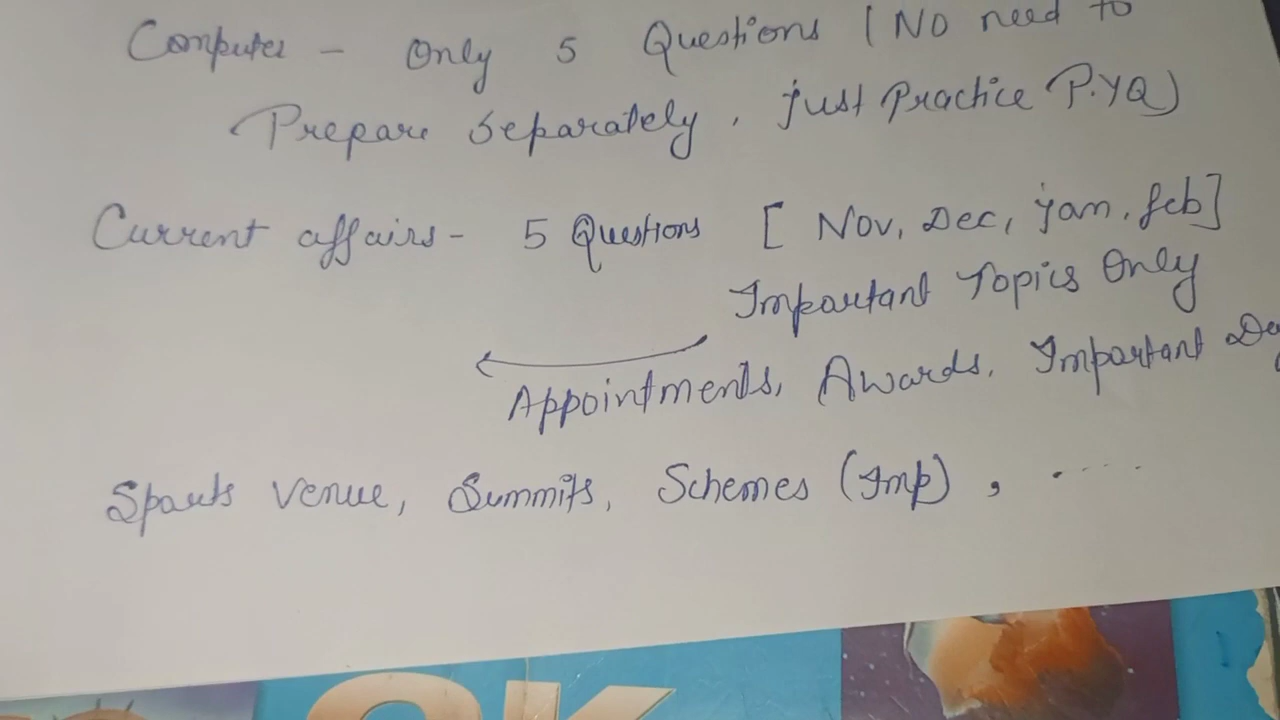 Computer - Only 5 Questions (No need to
Prepare Separately, just Practice P.YQ)
Current affairs - 5 Questions [ Nov, Dec, jan, feb]
Important Topics Only
Appointments, Awards, Important
Sports Venue, Summits, Schemes (Imp), .....
OK